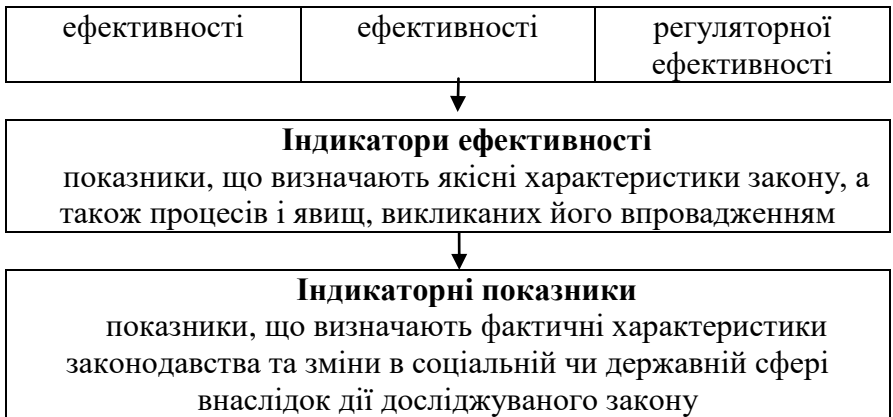 ефективності ефективності регуляторної
ефективності
Індикатори ефективності
показники, що визначають якісні характеристики закону, а
також процесів і явищ, викликаних його впровадженням
Індикаторні показники
показники, що визначають фактичні характеристики
законодавства та зміни в соціальній чи державній сфері
внаслідок дії досліджуваного закону